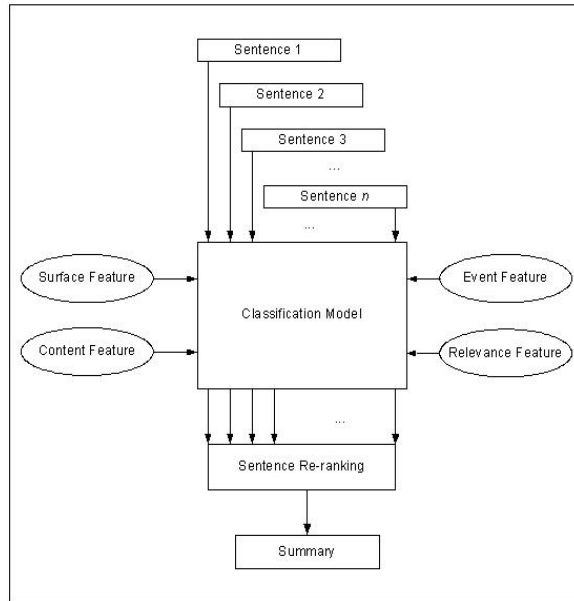 Sentence 1
Sentence 2
Sentence 3
...
Sentence n
...
Surface Feature
Event Feature
Classification Model
Content Feature
Relevance Feature
...
Sentence Re-ranking
Summary